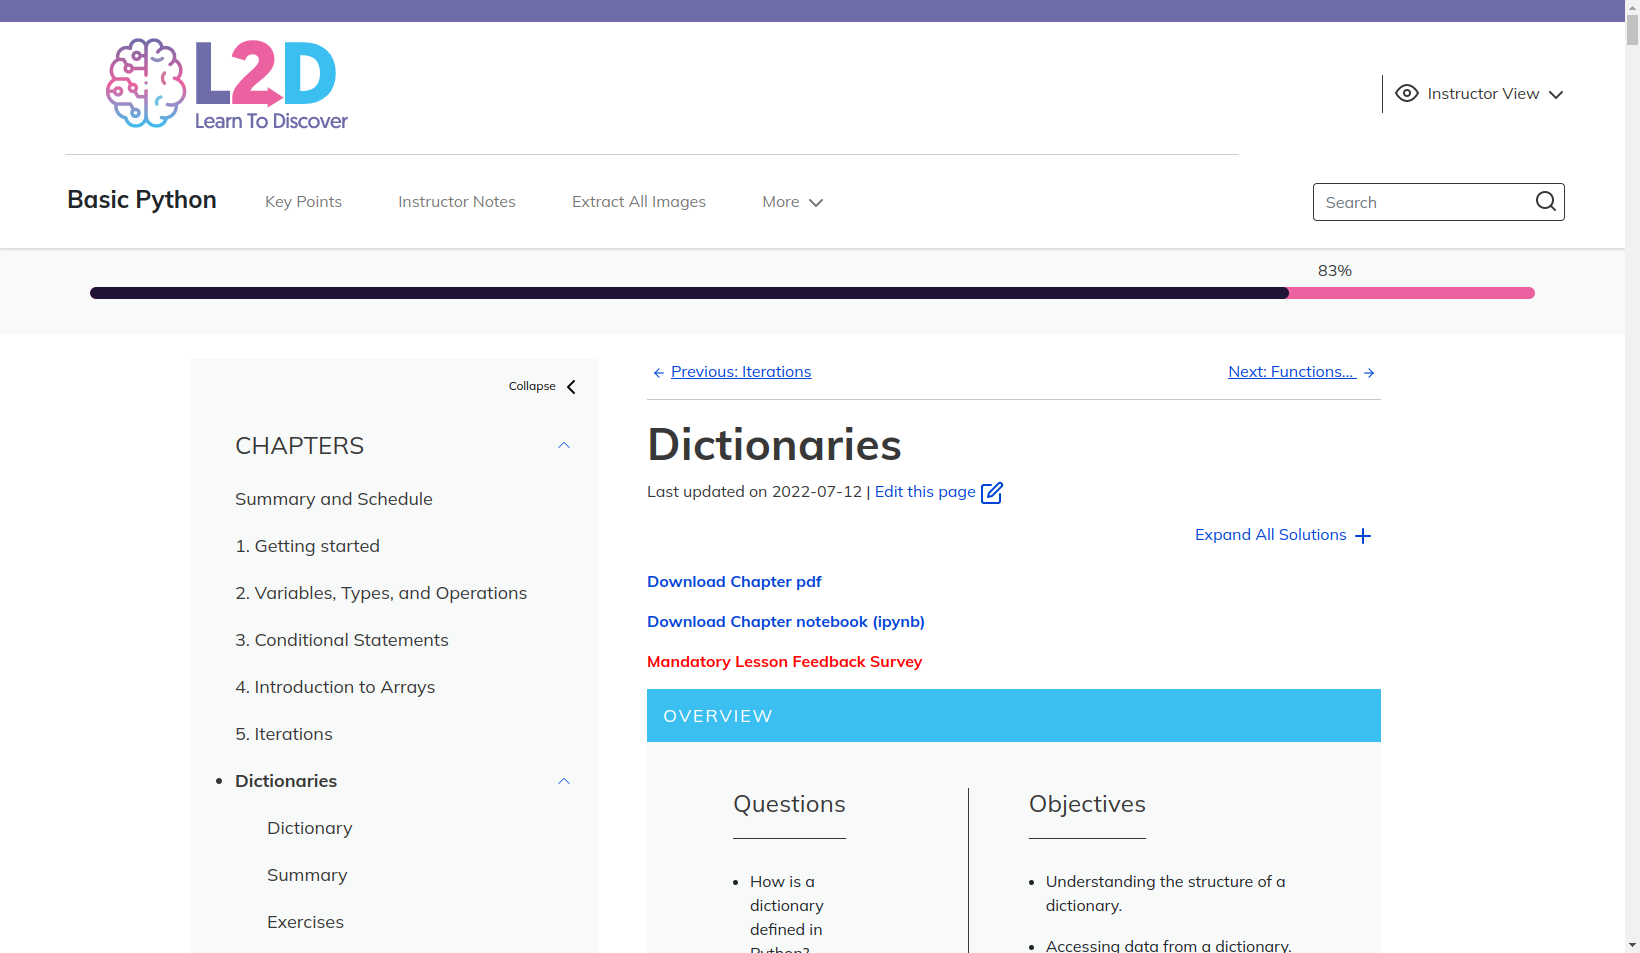 L2D
Learn To Discover
Instructor View
Basic Python
Key Points
Instructor Notes
Extract All Images
More
Search
83%
Collapse
CHAPTERS
Summary and Schedule
1. Getting started
2. Variables, Types, and Operations
3. Conditional Statements
4. Introduction to Arrays
5. Iterations
Dictionaries
Dictionary
Summary
Exercises
Previous: Iterations
Next: Functions...
Dictionaries
Last updated on 2022-07-12 | Edit this page
Expand All Solutions
Download Chapter pdf
Download Chapter notebook (ipynb)
Mandatory Lesson Feedback Survey
OVERVIEW
Questions
How is a
dictionary
defined in
Python?
Objectives
Understanding the structure of a
dictionary.
Accessing data from a dictionary.